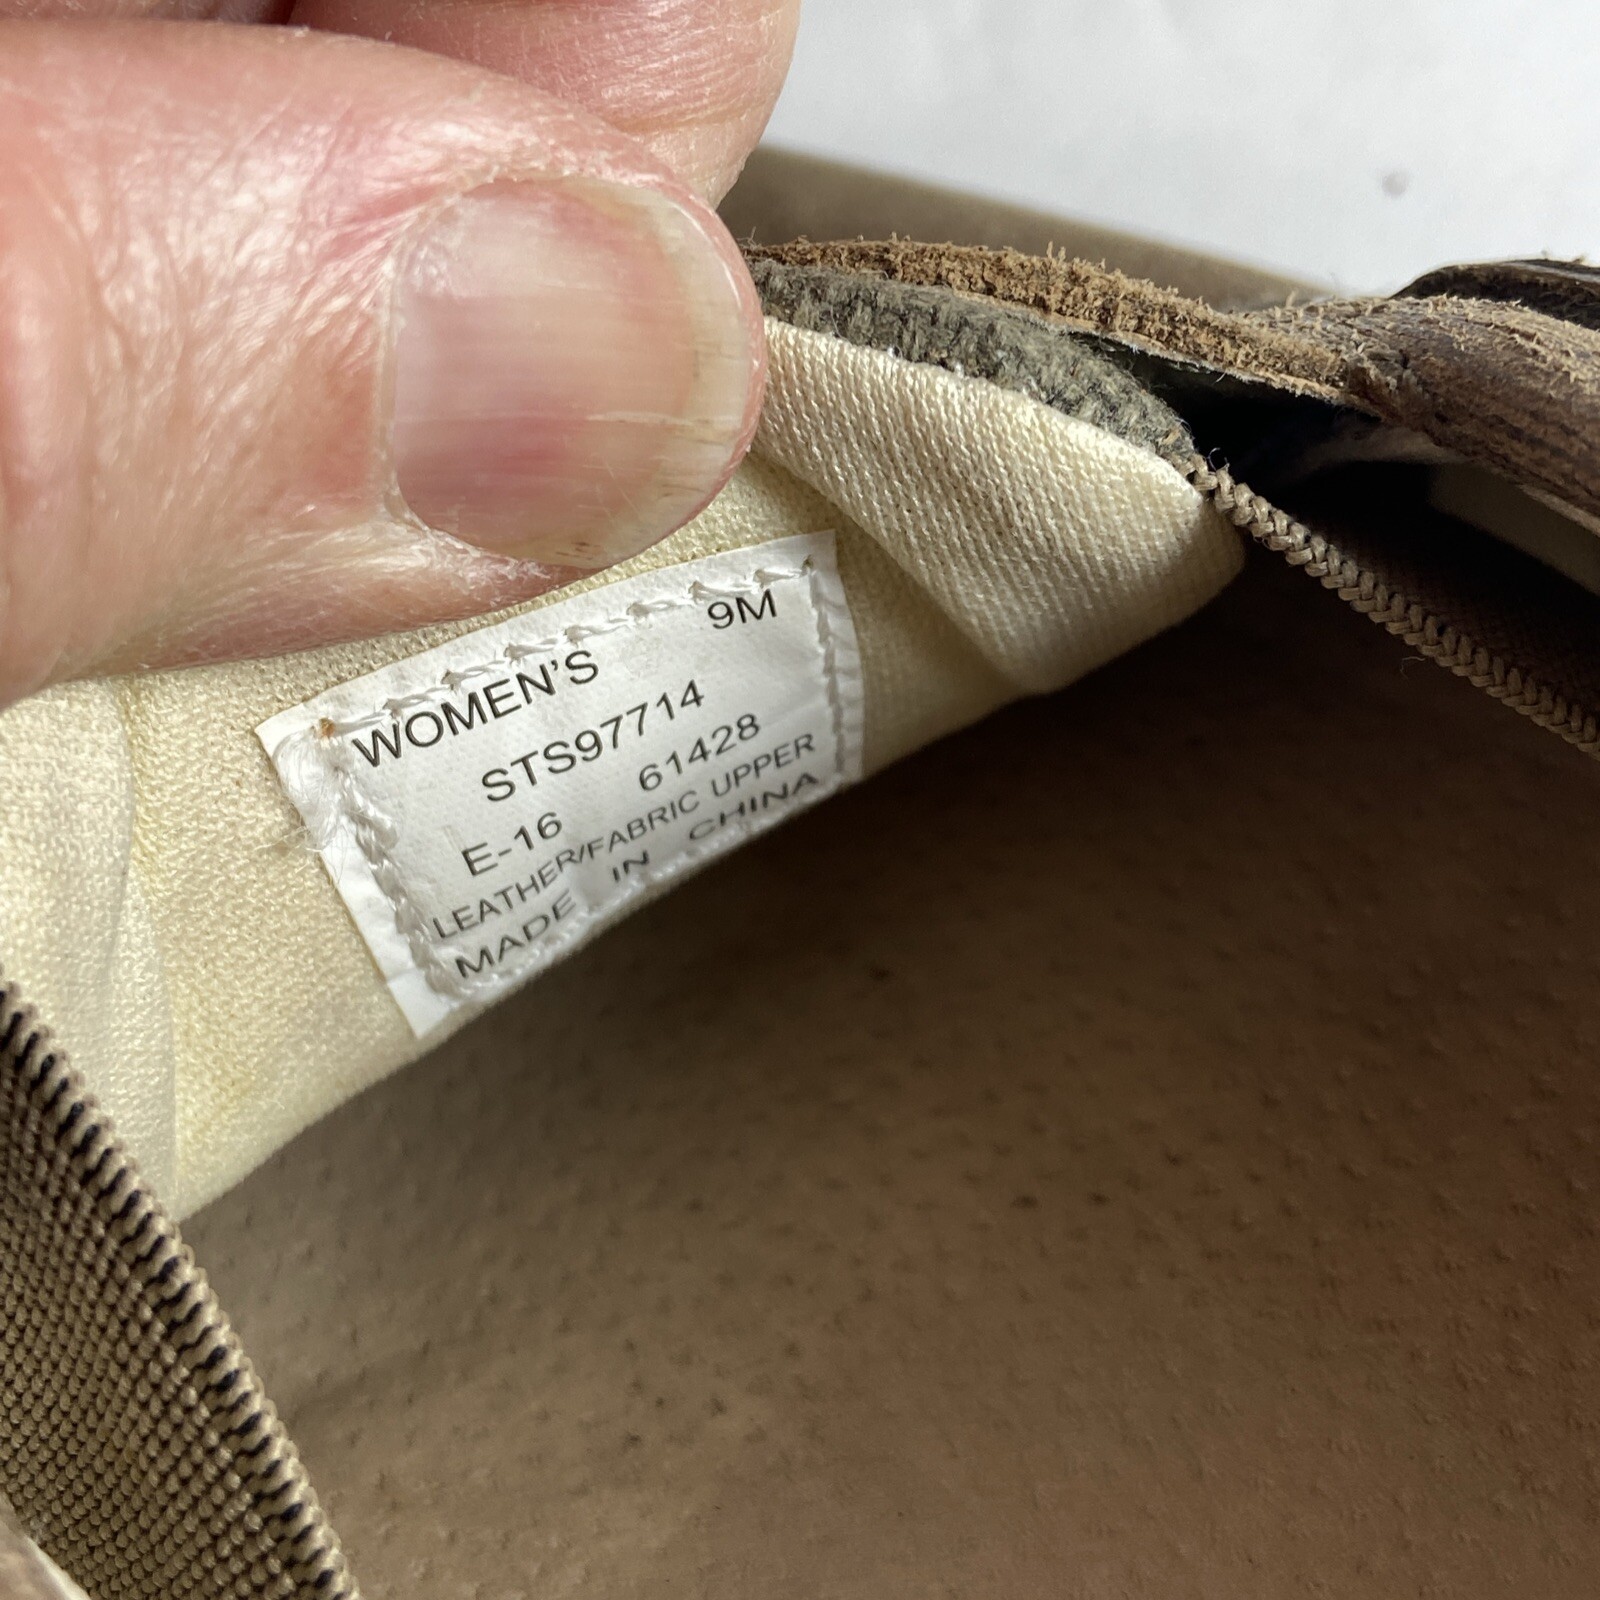 WOMEN'S 9M
STS97714
E-16 61428
LEATHER/FABRIC UPPER
MADE IN CHINA